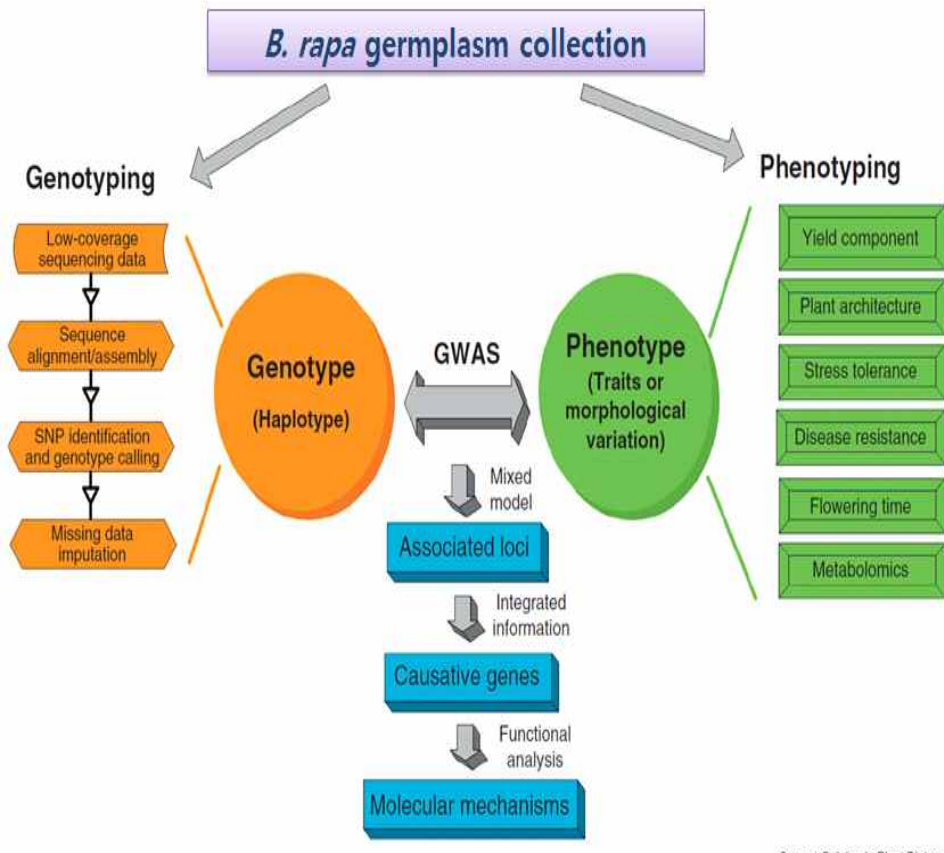 B. rapa germplasm collection
Genotyping
Phenotyping
Low-coverage
sequencing data
Sequence
alignment/assembly
SNP identification
and genotype calling
Missing data
imputation
Genotype
(Haplotype)
GWAS
Phenotype
(Traits or
morphological
variation)
Yield component
Plant architecture
Stress tolerance
Disease resistance
Flowering time
Metabolomics
Mixed
model
Associated loci
Integrated
information
Causative genes
Functional
analysis
Molecular mechanisms